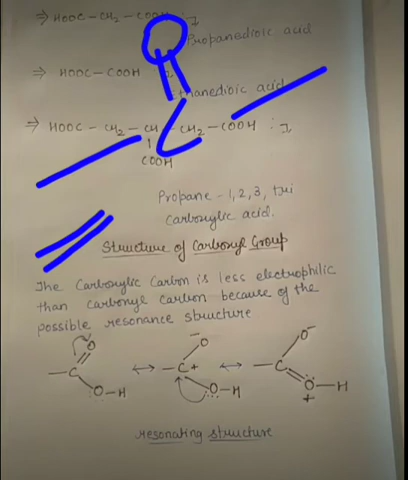 ⇒ HOOC – CH₂ – COOH : I
Propanedioic acid
⇒ HOOC – COOH
Ethanedioic acid
⇒ HOOC – CH₂ – CH – CH₂ – COOH : I
COOH
Propane – 1, 2, 3, tri
carboxylic acid.
Structure of Carbonyl Group
The Carboxylic Carbon is less electrophilic
than carbonyl carbon because of the
possible resonance structure
O O⁻ O⁻
–C ↔ –C+ ↔ –C
O–H O–H O–H
+
resonating structure